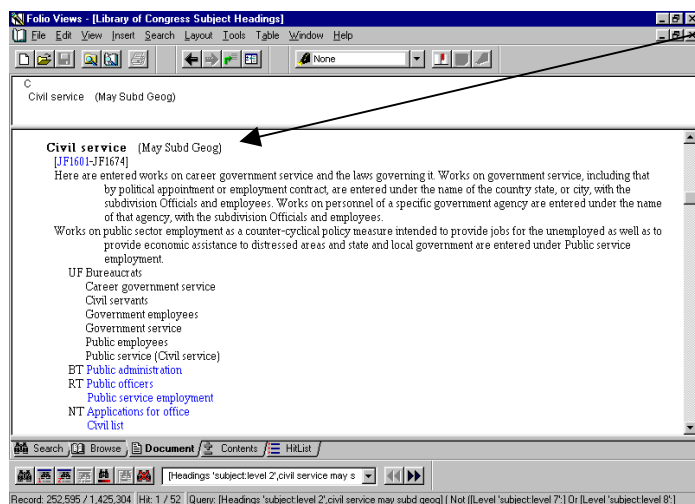 Folio Views - [Library of Congress Subject Headings]
File Edit View Insert Search Layout Tools Table Window Help
None
C
Civil service (May Subd Geog)
Civil service (May Subd Geog)
[JF1601-JF1674]
Here are entered works on career government service and the laws governing it. Works on government service, including that
by political appointment or employment contract, are entered under the name of the country state, or city, with the
subdivision Officials and employees. Works on personnel of a specific government agency are entered under the name
of that agency, with the subdivision Officials and employees.
Works on public sector employment as a counter-cyclical policy measure intended to provide jobs for the unemployed as well as to
provide economic assistance to distressed areas and state and local government are entered under Public service
employment.
UF Bureaucrats
Career government service
Civil servants
Government employees
Government service
Public employees
Public service (Civil service)
BT Public administration
RT Public officers
Public service employment
NT Applications for office
Civil list
Search Browse Document Contents HitList
[Headings 'subject:level 2',civil service may s
Record: 252,595 / 1,425,304 Hit: 1 / 52 Query: [Headings 'subject:level 2',civil service may subd geog] ( Not ([Level 'subject:level 7':] Or [Level 'subject:level 8':]